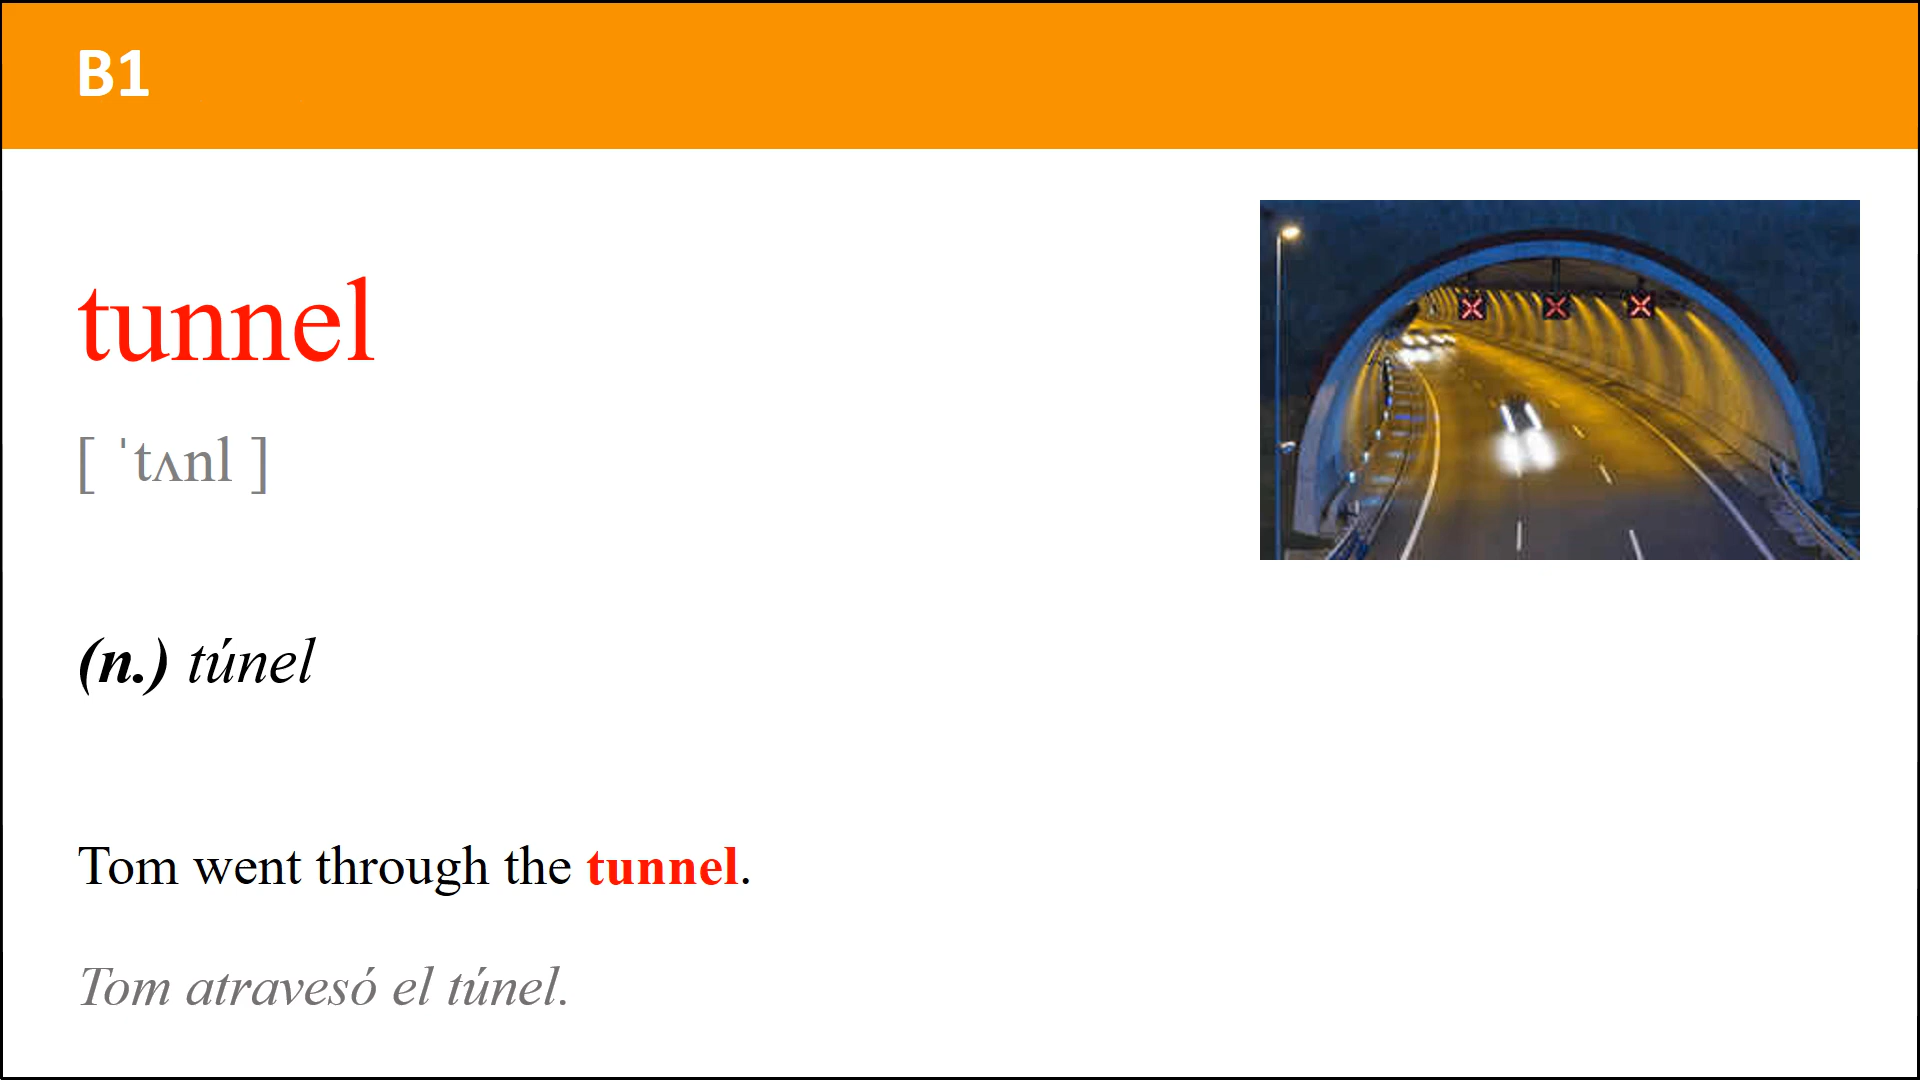 B1
tunnel
[ ˈtʌnl ]
(n.) túnel
Tom went through the tunnel.
Tom atravesó el túnel.